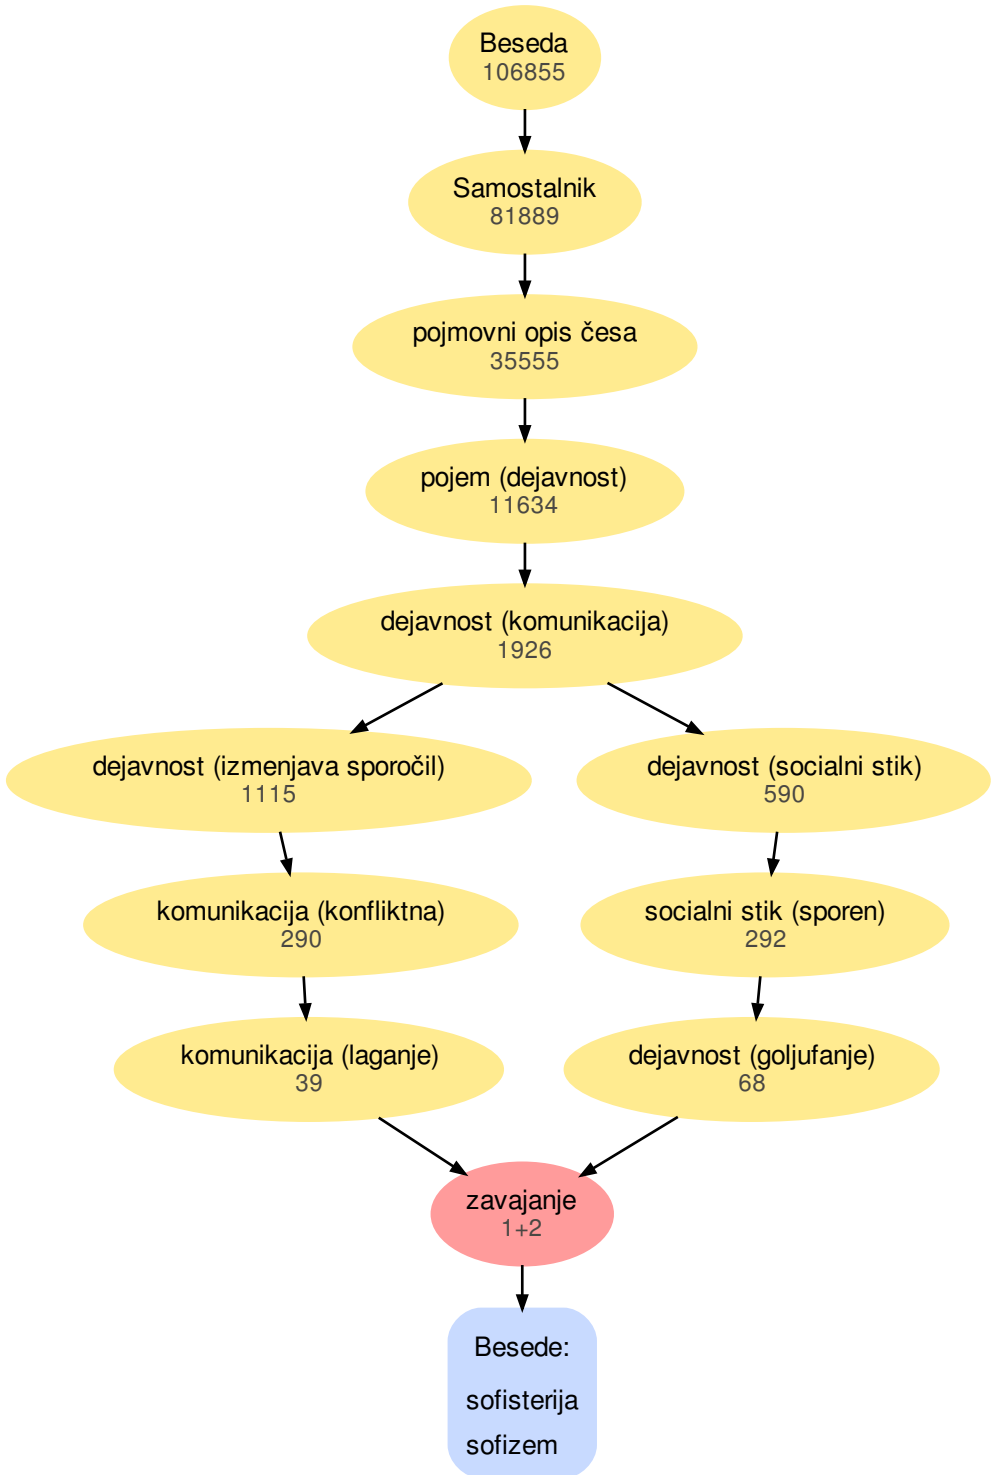 Beseda
106855
Samostalnik
81889
pojmovni opis česa
35555
pojem (dejavnost)
11634
dejavnost (komunikacija)
1926
dejavnost (izmenjava sporočil)
1115
dejavnost (socialni stik)
590
komunikacija (konfliktna)
290
socialni stik (sporen)
292
komunikacija (laganje)
39
dejavnost (goljufanje)
68
zavajanje
1+2
Besede:
sofisterija
sofizem